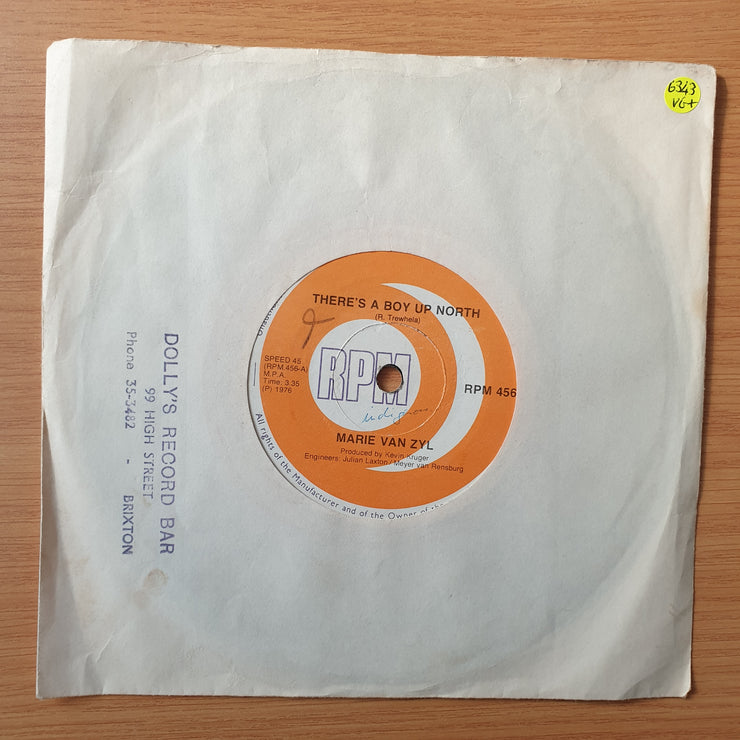 6343
VG+
THERE'S A BOY UP NORTH
(R. Trewhela)
SPEED 45
(RPM.456-A)
M.P.A.
Time: 3.35
(P) 1976
RPM
RPM 456
MARIE VAN ZYL
Produced by Kevin Kruger
Engineers: Julian Laxton / Meyer van Rensburg
All rights of the Manufacturer and of the Owner of the
DOLLY'S RECORD BAR
99 HIGH STREET
Phone 35-3482 - BRIXTON